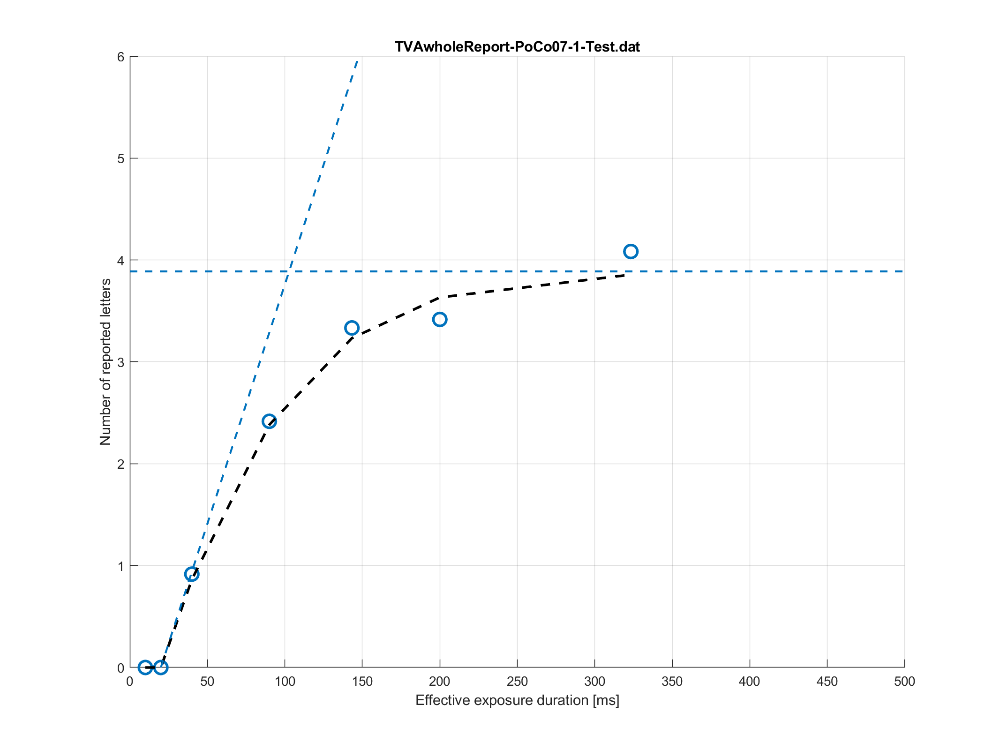 TVAwholeReport-PoCo07-1-Test.dat
6
5
4
3
2
1
0
Number of reported letters
0 50 100 150 200 250 300 350 400 450 500
Effective exposure duration [ms]